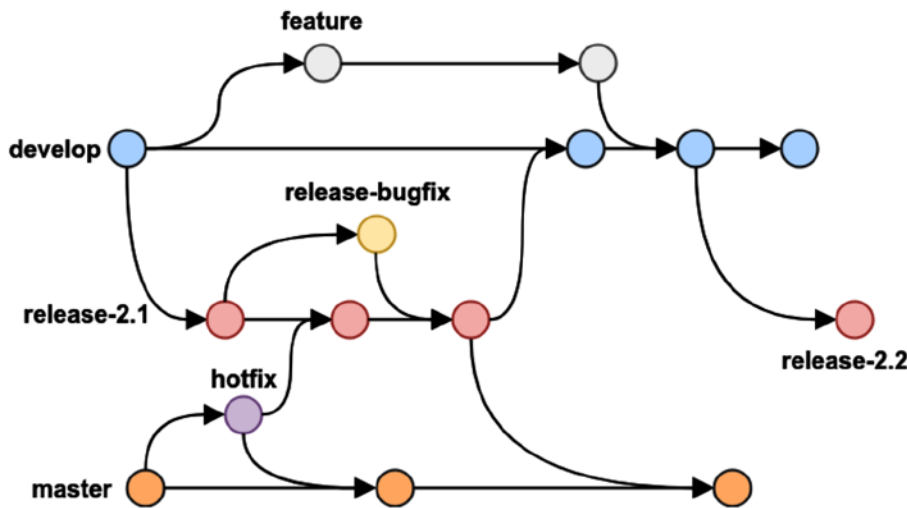 feature
develop
release-bugfix
release-2.1
release-2.2
hotfix
master